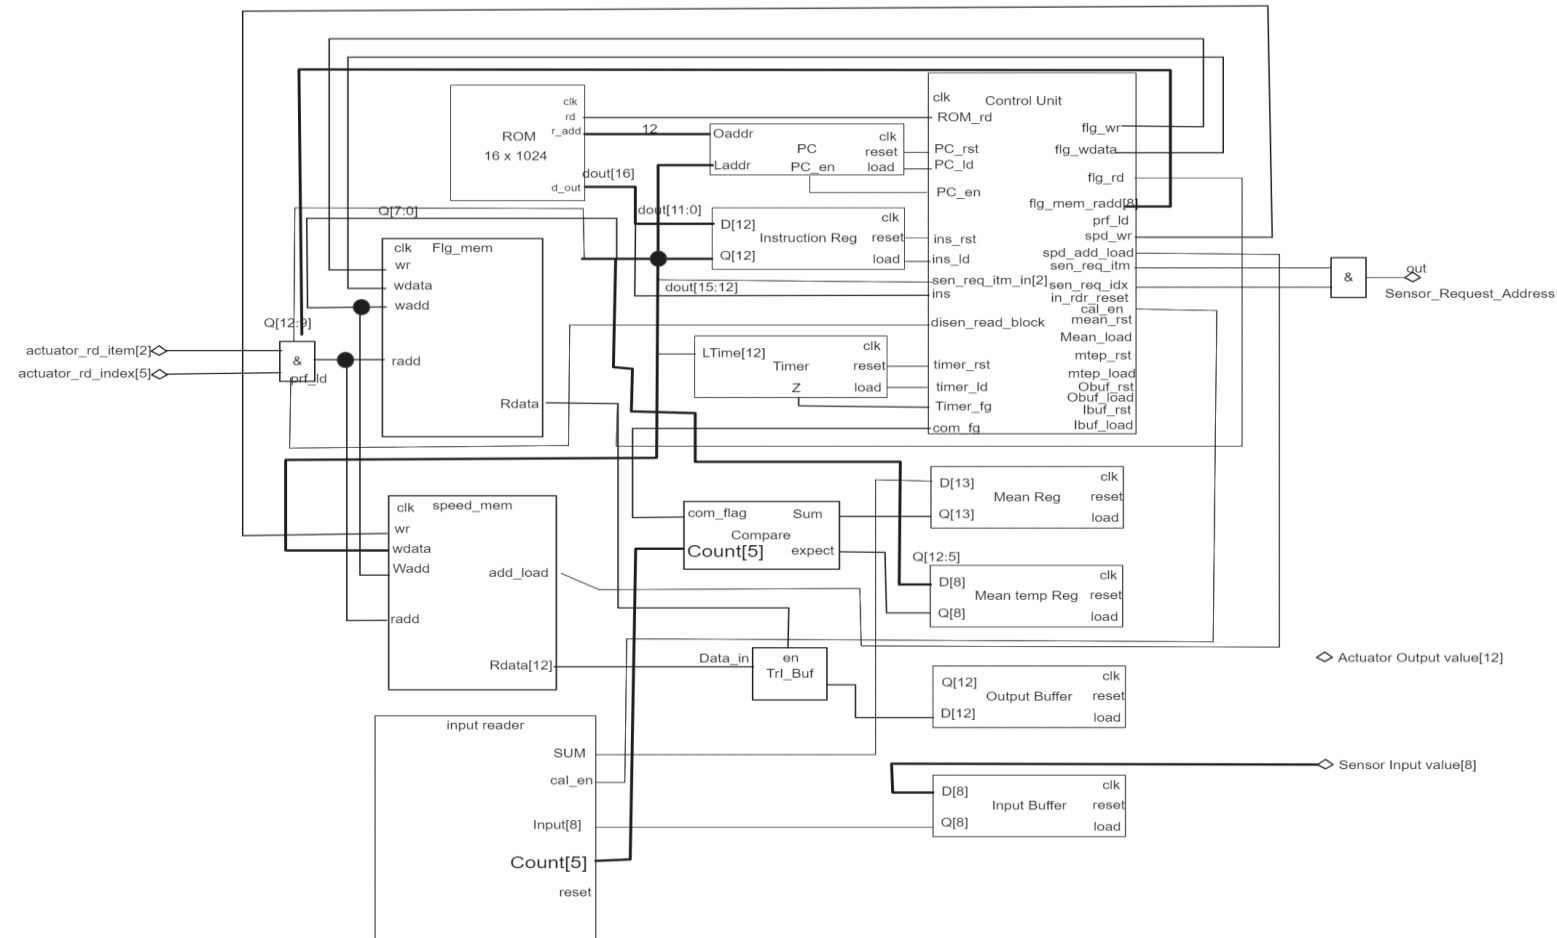 ROM
16 x 1024
clk
rd
r_add
d_out
12
dout[16]
Oaddr
Laddr
PC
PC_en
clk
reset
load
clk
Control Unit
ROM_rd
PC_rst
PC_ld
PC_en
ins_rst
ins_ld
sen_req_itm_in[2]
ins
disen_read_block
timer_rst
timer_ld
Timer_fg
com_fg
flg_wr
flg_wdata
flg_rd
flg_mem_radd[8]
prf_ld
spd_wr
spd_add_load
sen_req_itm
sen_req_idx
in_rdr_reset
cal_en
mean_rst
Mean_load
mtep_rst
mtep_load
Obuf_rst
Obuf_load
Ibuf_rst
Ibuf_load
&
out
Sensor_Request_Address
Q[7:0]
dout[11:0]
D[12]
Q[12]
Instruction Reg
clk
reset
load
dout[15:12]
clk
Flg_mem
wr
wdata
wadd
radd
Rdata
Q[12:9]
actuator_rd_item[2]
actuator_rd_index[5]
&
prf_ld
LTime[12]
Timer
Z
clk
reset
load
clk
speed_mem
wr
wdata
Wadd
radd
add_load
Rdata[12]
com_flag
Sum
Compare
Count[5]
expect
D[13]
Q[13]
Mean Reg
clk
reset
load
Q[12:5]
D[8]
Q[8]
Mean temp Reg
clk
reset
load
Data_in
en
TrI_Buf
Q[12]
D[12]
Output Buffer
clk
reset
load
Actuator Output value[12]
input reader
SUM
cal_en
Input[8]
Count[5]
reset
D[8]
Q[8]
Input Buffer
clk
reset
load
Sensor Input value[8]